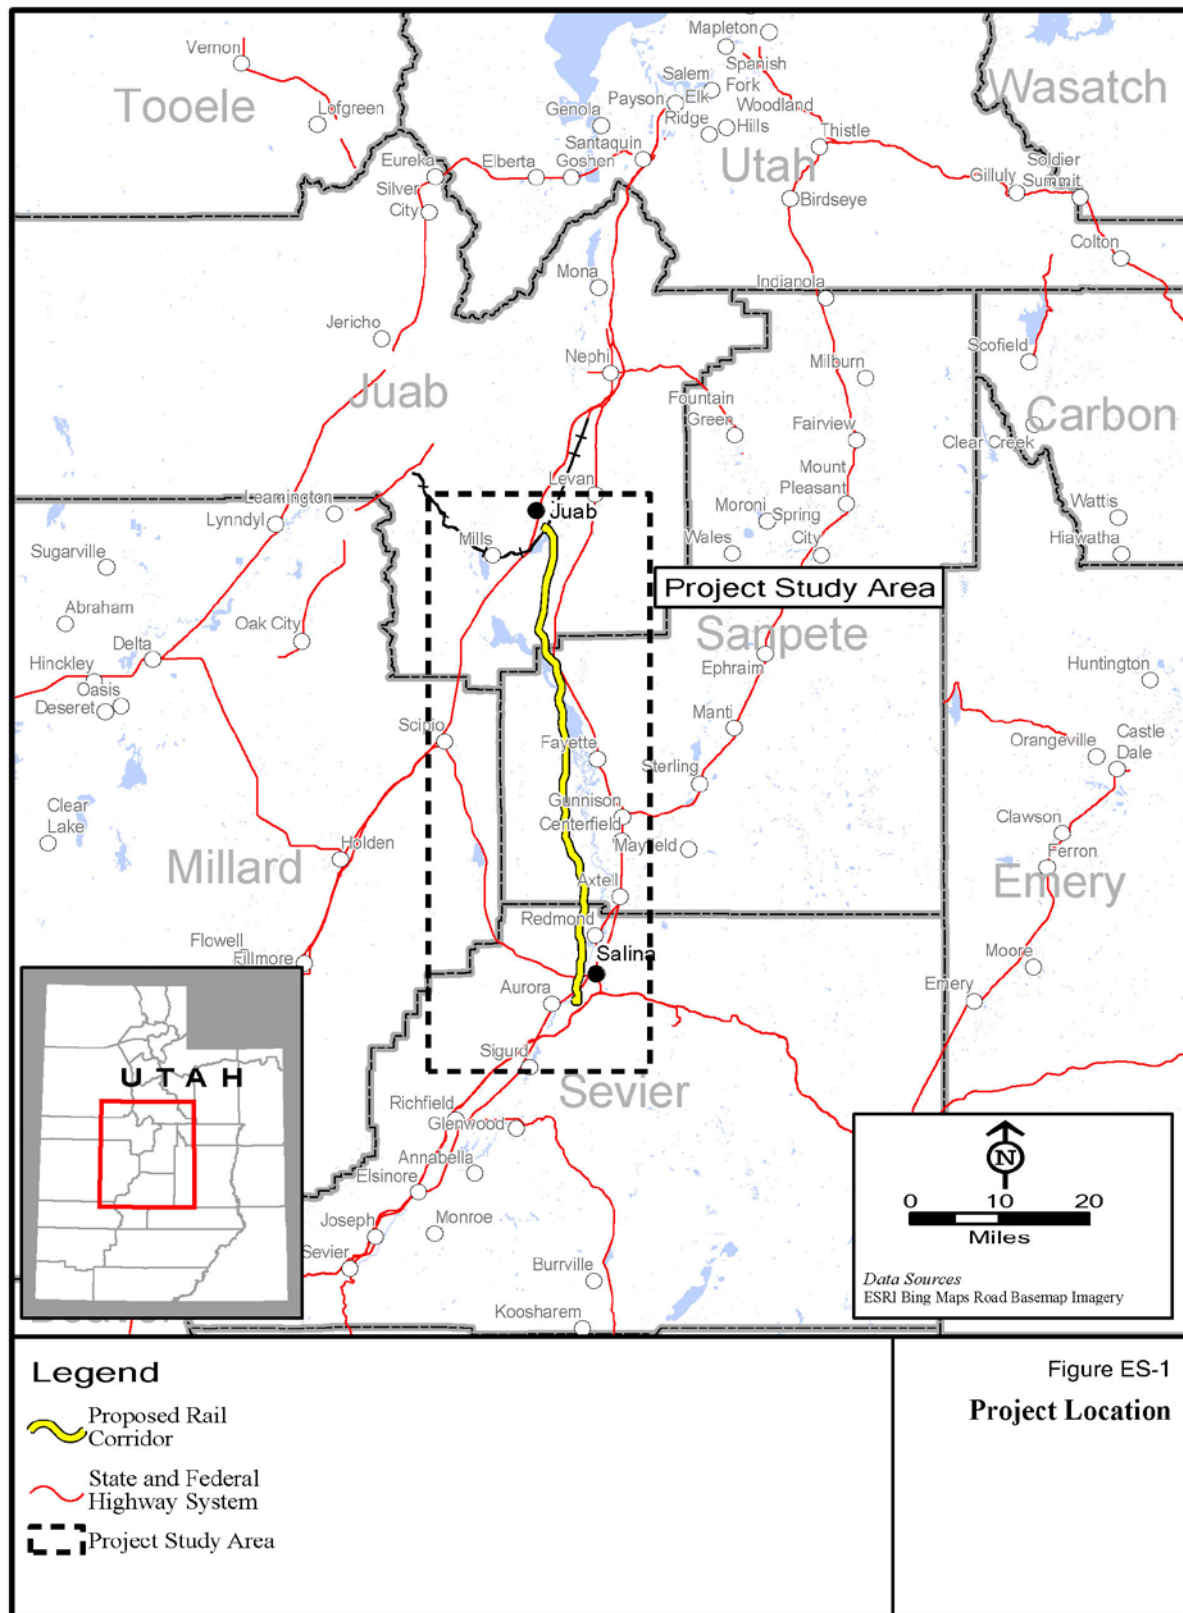 Mapleton
Vernon
Spanish
Fork
Salem
Wasatch
Tooele
Payson
Elk
Ridge
Woodland
Hills
Lofgreen
Genola
Thistle
Santaquin
Utah
Eureka
Elberta
Goshen
Soldier
Summit
Gilluly
Silver
City
Birdseye
Colton
Mona
Indianola
Jericho
Scofield
Nephi
Milburn
Juab
Fountain
Green
Carbon
Fairview
Clear Creek
Mount
Pleasant
Levan
Leamington
Wattis
Juab
Moroni
Spring
City
Lynndyl
Mills
Wales
Hiawatha
Sugarville
Project Study Area
Abraham
Oak City
Sanpete
Delta
Ephraim
Huntington
Hinckley
Oasis
Deseret
Manti
Scipio
Castle
Dale
Fayette
Orangeville
Sterling
Clear
Lake
Gunnison
Centerfield
Clawson
Holden
Mayfield
Ferron
Millard
Axtell
Emery
Redmond
Flowell
Fillmore
Salina
Moore
Aurora
Emery
Sigurd
UTAH
Sevier
Richfield
Glenwood
Annabella
Elsinore
N
Joseph
Monroe
0 10 20
Miles
Sevier
Burrville
Data Sources
ESRI Bing Maps Road Basemap Imagery
Koosharem
Legend
Proposed Rail
Corridor
State and Federal
Highway System
Project Study Area
Figure ES-1
Project Location